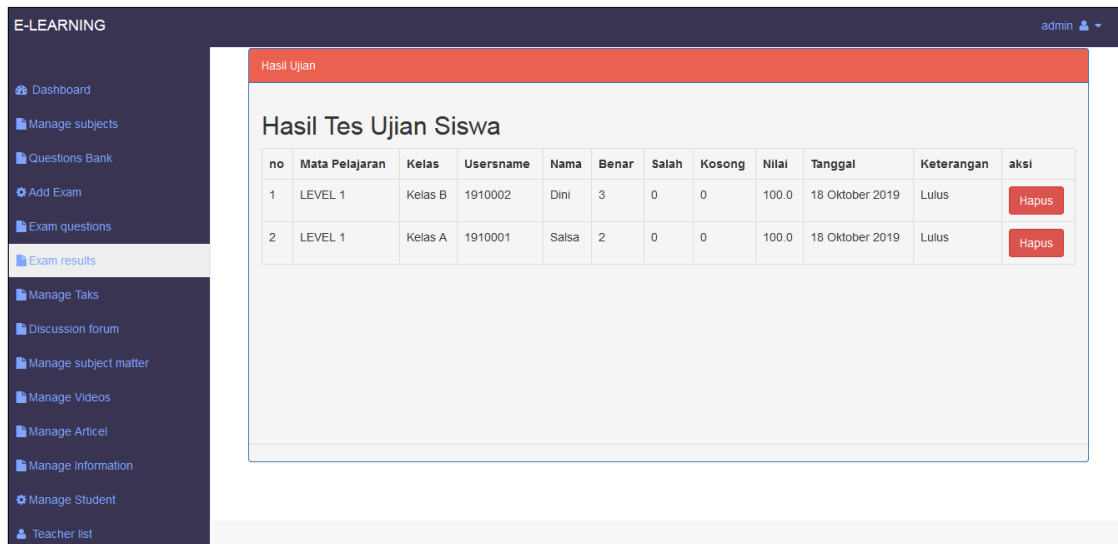 E-LEARNING
admin
Dashboard
Manage subjects
Questions Bank
Add Exam
Exam questions
Exam results
Manage Taks
Discussion forum
Manage subject matter
Manage Videos
Manage Articel
Manage Information
Manage Student
Teacher list
Hasil Ujian
Hasil Tes Ujian Siswa
no Mata Pelajaran Kelas Usersname Nama Benar Salah Kosong Nilai Tanggal Keterangan aksi
1 LEVEL 1 Kelas B 1910002 Dini 3 0 0 100.0 18 Oktober 2019 Lulus Hapus
2 LEVEL 1 Kelas A 1910001 Salsa 2 0 0 100.0 18 Oktober 2019 Lulus Hapus